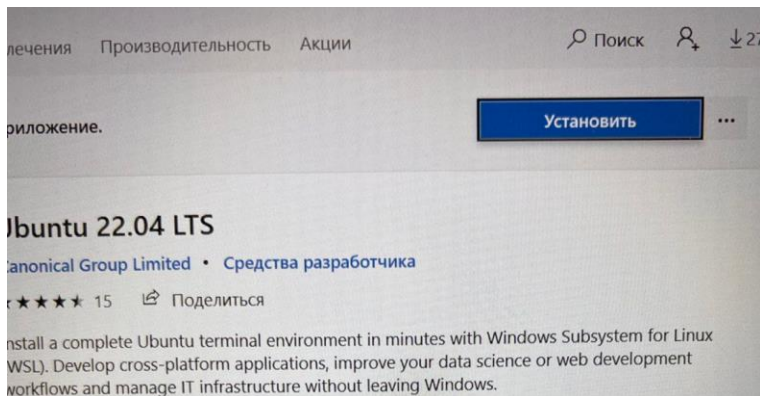 лечения Производительность Акции Поиск 27
риложение. Установить ...
Ubuntu 22.04 LTS
Canonical Group Limited • Средства разработчика
15 Поделиться
nstall a complete Ubuntu terminal environment in minutes with Windows Subsystem for Linux
WSL). Develop cross-platform applications, improve your data science or web development
workflows and manage IT infrastructure without leaving Windows.